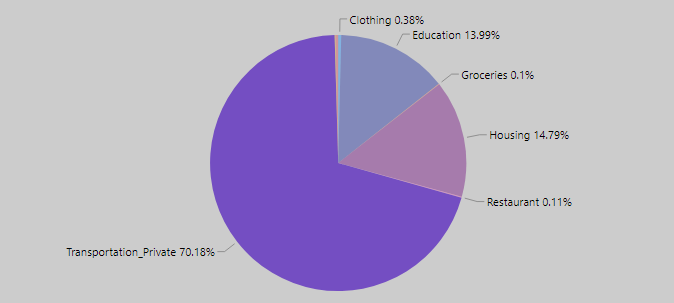 Clothing 0.38%
Education 13.99%
Groceries 0.1%
Housing 14.79%
Restaurant 0.11%
Transportation_Private 70.18%